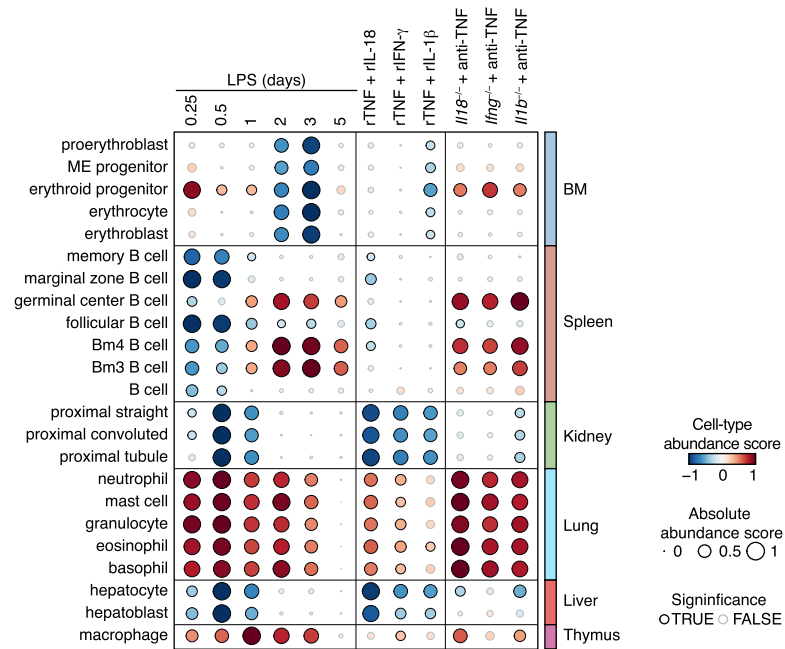 LPS (days)
0.25
0.5
1
2
3
5
rTNF + rIL-18
rTNF + rIFN-γ
rTNF + rIL-1β
Il18–/– + anti-TNF
Ifng–/– + anti-TNF
Il1b–/– + anti-TNF
proerythroblast
ME progenitor
erythroid progenitor
erythrocyte
erythroblast
BM
memory B cell
marginal zone B cell
germinal center B cell
follicular B cell
Bm4 B cell
Bm3 B cell
B cell
Spleen
proximal straight
proximal convoluted
proximal tubule
Kidney
neutrophil
mast cell
granulocyte
eosinophil
basophil
Lung
hepatocyte
hepatoblast
Liver
macrophage
Thymus
Cell-type
abundance score
−1 0 1
Absolute
abundance score
0 0.5 1
Signinficance
TRUE FALSE